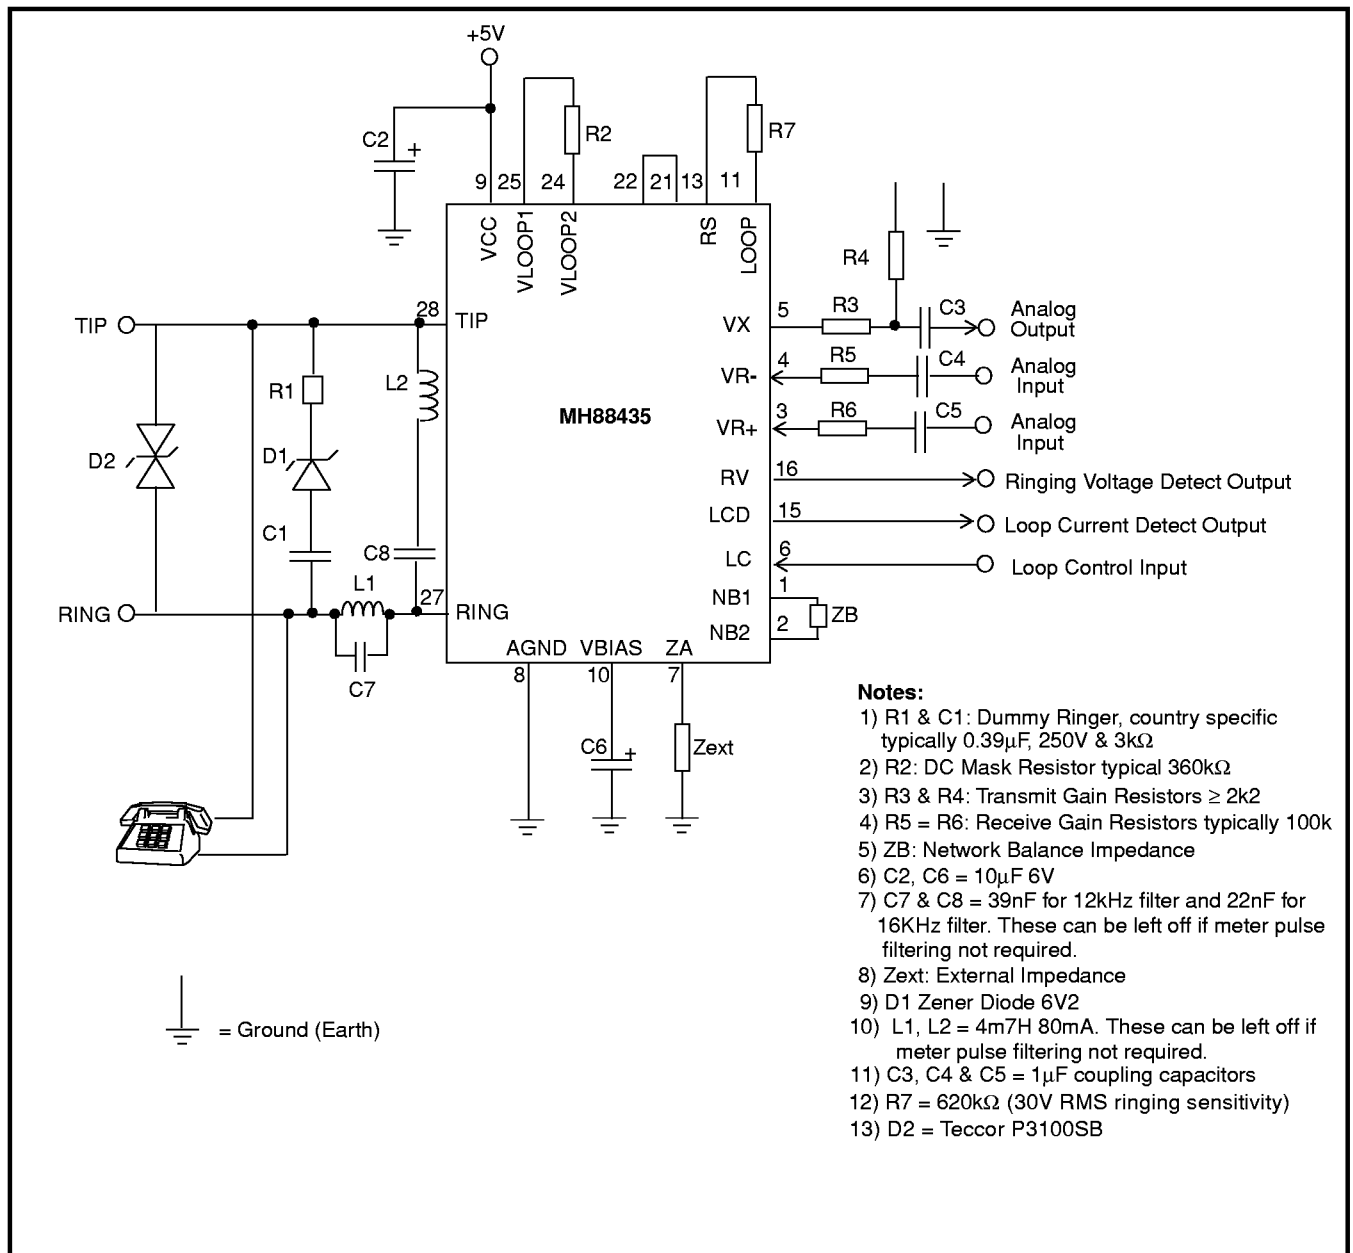 +5V
C2
+
R2
R7
9
25
24
22
21
13
11
VCC
VLOOP1
VLOOP2
RS
LOOP
R4
TIP
28
TIP
VX
5
R3
C3
Analog
Output
R1
L2
VR-
4
R5
C4
Analog
Input
MH88435
D2
D1
VR+
3
R6
C5
Analog
Input
RV
16
Ringing Voltage Detect Output
C1
LCD
15
Loop Current Detect Output
C8
LC
6
Loop Control Input
L1
RING
27
RING
NB1
1
ZB
NB2
2
C7
AGND
VBIAS
ZA
8
10
7
C6
+
Zext
Notes:
1) R1 & C1: Dummy Ringer, country specific
typically 0.39μF, 250V & 3kΩ
2) R2: DC Mask Resistor typical 360kΩ
3) R3 & R4: Transmit Gain Resistors ≥ 2k2
4) R5 = R6: Receive Gain Resistors typically 100k
5) ZB: Network Balance Impedance
6) C2, C6 = 10μF 6V
7) C7 & C8 = 39nF for 12kHz filter and 22nF for
16KHz filter. These can be left off if meter pulse
filtering not required.
8) Zext: External Impedance
9) D1 Zener Diode 6V2
10) L1, L2 = 4m7H 80mA. These can be left off if
meter pulse filtering not required.
11) C3, C4 & C5 = 1μF coupling capacitors
12) R7 = 620kΩ (30V RMS ringing sensitivity)
13) D2 = Teccor P3100SB
= Ground (Earth)